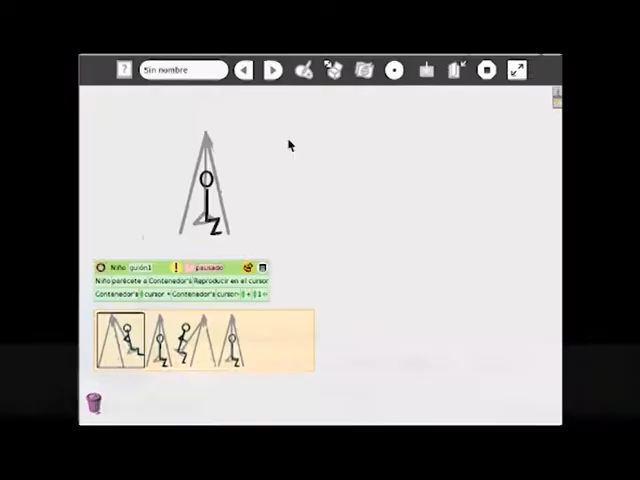 ? Sin nombre
Niño guión1 ! pausado
Niño parécete a Contenedor's Reproducir en el cursor
Contenedor's cursor Contenedor's cursor + 1